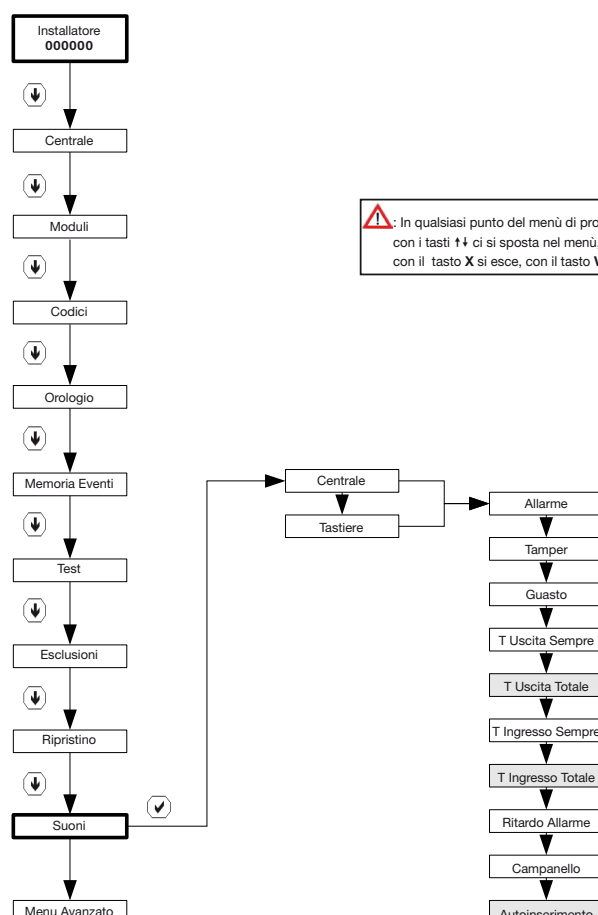 Installatore
000000
Centrale
Moduli
: In qualsiasi punto del menù di pro
con i tasti ↑↓ ci si sposta nel menù,
con il tasto X si esce, con il tasto
Codici
Orologio
Memoria Eventi
Test
Esclusioni
Ripristino
Suoni
Menu Avanzato
Centrale
Tastiere
Allarme
Tamper
Guasto
T Uscita Sempre
T Uscita Totale
T Ingresso Sempre
T Ingresso Totale
Ritardo Allarme
Campanello
Autoinserimento